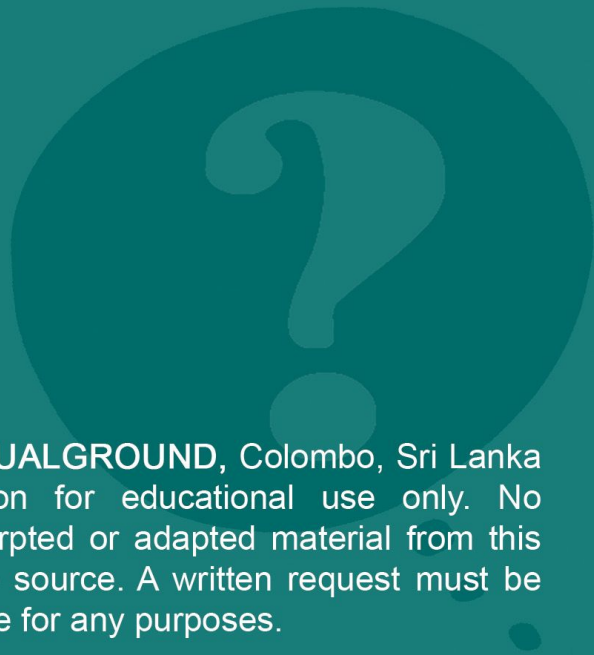 UALGROUND, Colombo, Sri Lanka
on for educational use only. No
rpted or adapted material from this
source. A written request must be
e for any purposes.